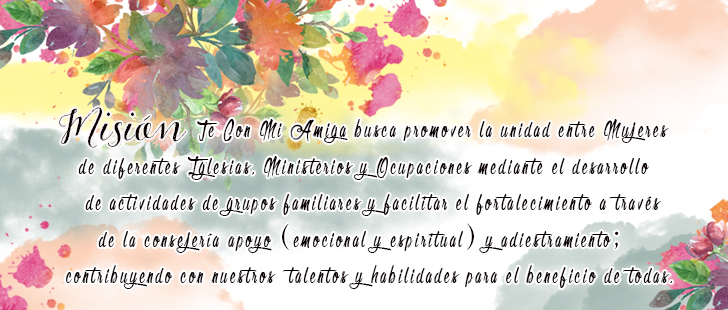 Misión Te Con Mi Amiga busca promover la unidad entre Mujeres
de diferentes Iglesias, Ministerios y Ocupaciones mediante el desarrollo
de actividades de grupos familiares y facilitar el fortalecimiento a través
de la consejería apoyo (emocional y espiritual) y adiestramiento;
contribuyendo con nuestros talentos y habilidades para el beneficio de todas.